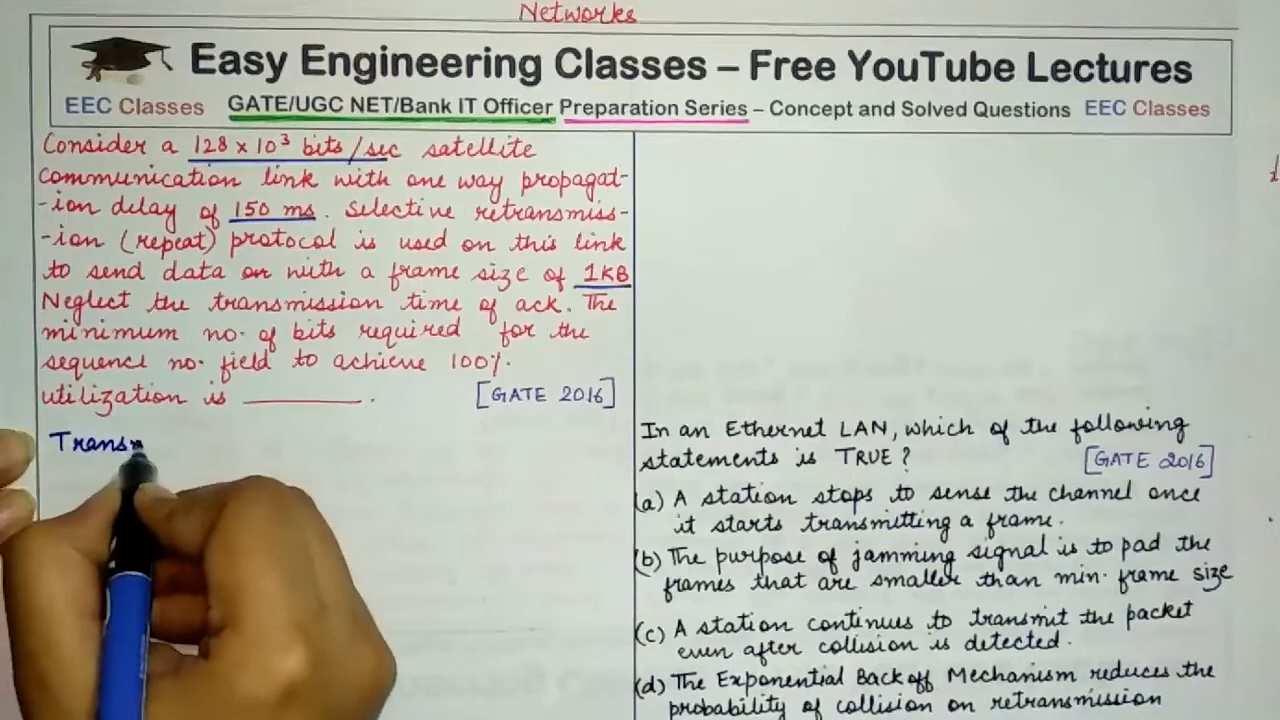 Networks
Easy Engineering Classes – Free YouTube Lectures
EEC Classes GATE/UGC NET/Bank IT Officer Preparation Series – Concept and Solved Questions EEC Classes
Consider a 128 x 10³ bits/sec satellite
communication link with one way propagat-
-ion delay of 150 ms. Selective retransmiss-
-ion (repeat) protocol is used on this link
to send data with a frame size of 1KB
Neglect the transmission time of ack. The
minimum no. of bits required for the
sequence no. field to achieve 100%.
utilization is ________ .
[GATE 2016]
Trans
In an Ethernet LAN, which of the following
statements is TRUE?
[GATE 2016]
(a) A station stops to sense the channel once
it starts transmitting a frame.
(b) The purpose of jamming signal is to pad the
frames that are smaller than min. frame size
(c) A station continues to transmit the packet
even after collision is detected.
(d) The Exponential Back off Mechanism reduces the
probability of collision on retransmission